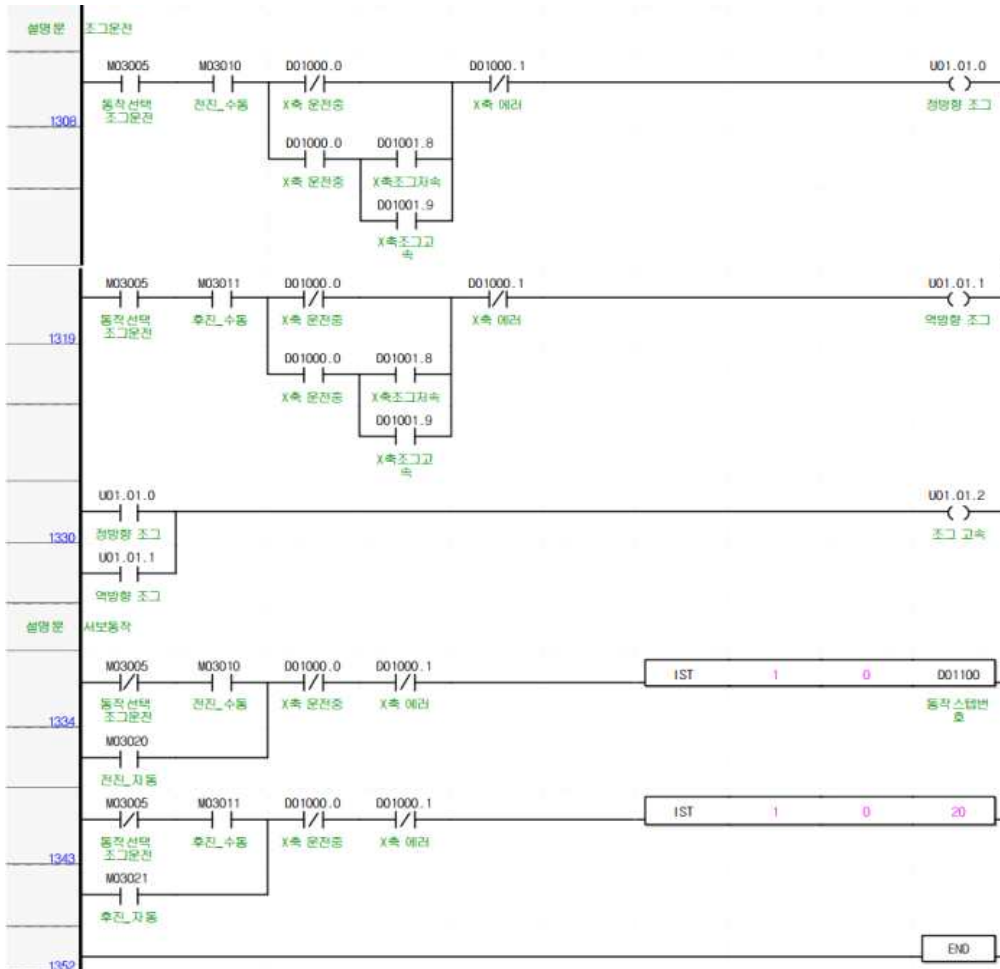 설명문 조그운전
M03005 M03010 D01000.0 D01000.1 U01.01.0
동작선택 조그운전 전진_수동 X축 운전중 X축 에러 정방향 조그
1308
D01000.0 D01001.8
X축 운전중 X축조그저속
D01001.9
X축조그고속
M03005 M03011 D01000.0 D01000.1 U01.01.1
동작선택 조그운전 후진_수동 X축 운전중 X축 에러 역방향 조그
1319
D01000.0 D01001.8
X축 운전중 X축조그저속
D01001.9
X축조그고속
U01.01.0 U01.01.2
정방향 조그 조그 고속
1330
U01.01.1
역방향 조그
설명문 서보동작
M03005 M03010 D01000.0 D01000.1 IST 1 0 D01100
동작선택 조그운전 전진_수동 X축 운전중 X축 에러 동작스텝번호
1334
M03020
전진_자동
M03005 M03011 D01000.0 D01000.1 IST 1 0 20
동작선택 조그운전 후진_수동 X축 운전중 X축 에러
1343
M03021
후진_자동
END
1352